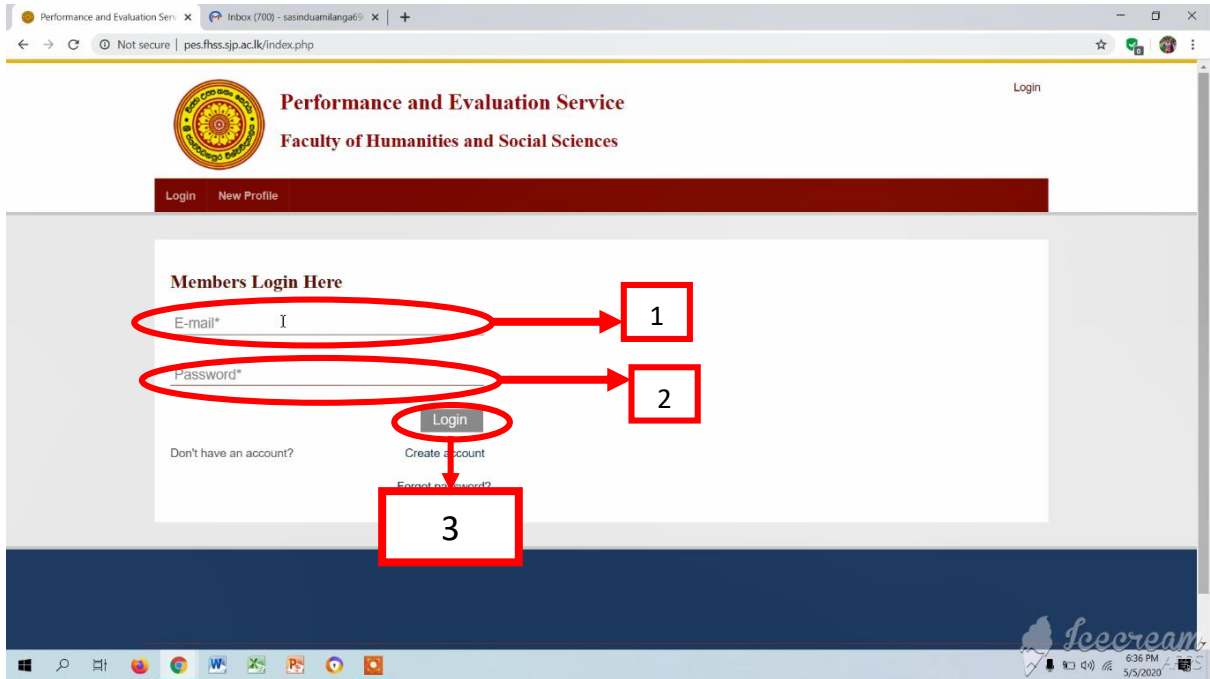 Performance and Evaluation Serv
Inbox (700) - sasinduamilanga69
Not secure | pes.fhss.sjp.ac.lk/index.php
Login
Performance and Evaluation Service
Faculty of Humanities and Social Sciences
Login New Profile
Members Login Here
E-mail*
1
Password*
2
Login
Don't have an account? Create account
Forgot password?
3
Icecream
6:36 PM
5/5/2020